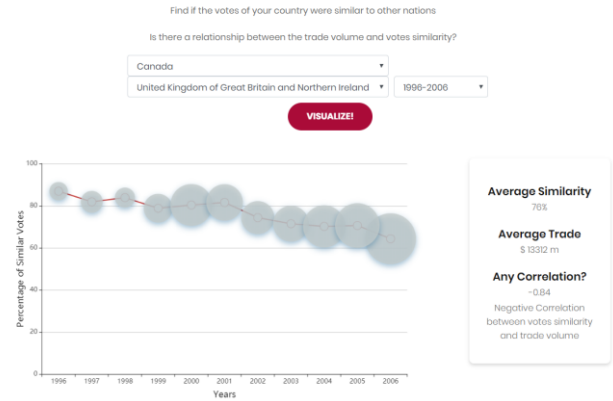 Find if the votes of your country were similar to other nations
Is there a relationship between the trade volume and votes similarity?
Canada
United Kingdom of Great Britain and Northern Ireland
1996-2006
VISUALIZE!
100
80
60
40
20
0
Percentage of Similar Votes
1996 1997 1998 1999 2000 2001 2002 2003 2004 2005 2006
Years
Average Similarity
76%
Average Trade
$ 13312 m
Any Correlation?
-0.84
Negative Correlation
between votes similarity
and trade volume